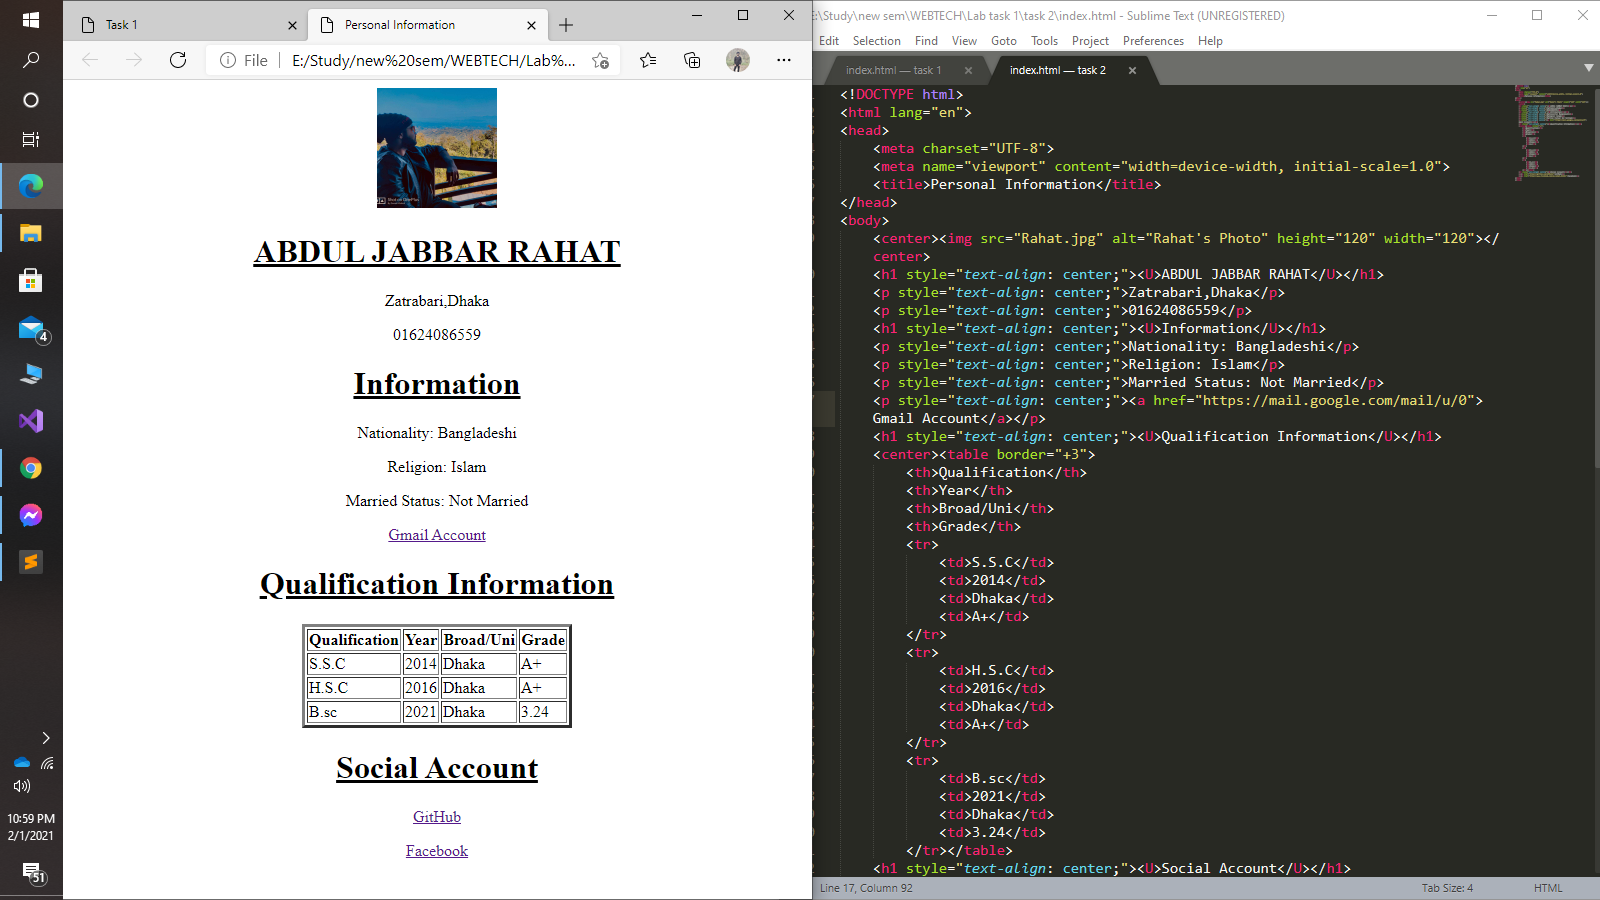 Task 1
Personal Information
File
E:/Study/new%20sem/WEBTECH/Lab%...
ABDUL JABBAR RAHAT
Zatrabari,Dhaka
01624086559
Information
Nationality: Bangladeshi
Religion: Islam
Married Status: Not Married
Gmail Account
Qualification Information
Qualification Year Broad/Uni Grade
S.S.C 2014 Dhaka A+
H.S.C 2016 Dhaka A+
B.sc 2021 Dhaka 3.24
Social Account
GitHub
Facebook
4
10:59 PM
2/1/2021
51
:\Study\new sem\WEBTECH\Lab task 1\task 2\index.html - Sublime Text (UNREGISTERED)
Edit Selection Find View Goto Tools Project Preferences Help
index.html — task 1
index.html — task 2
<!DOCTYPE html>
<html lang="en">
<head>
<meta charset="UTF-8">
<meta name="viewport" content="width=device-width, initial-scale=1.0">
<title>Personal Information</title>
</head>
<body>
<center><img src="Rahat.jpg" alt="Rahat's Photo" height="120" width="120"></
center>
<h1 style="text-align: center;"><U>ABDUL JABBAR RAHAT</U></h1>
<p style="text-align: center;">Zatrabari,Dhaka</p>
<p style="text-align: center;">01624086559</p>
<h1 style="text-align: center;"><U>Information</U></h1>
<p style="text-align: center;">Nationality: Bangladeshi</p>
<p style="text-align: center;">Religion: Islam</p>
<p style="text-align: center;">Married Status: Not Married</p>
<p style="text-align: center;"><a href="https://mail.google.com/mail/u/0">
Gmail Account</a></p>
<h1 style="text-align: center;"><U>Qualification Information</U></h1>
<center><table border="+3">
<th>Qualification</th>
<th>Year</th>
<th>Broad/Uni</th>
<th>Grade</th>
<tr>
<td>S.S.C</td>
<td>2014</td>
<td>Dhaka</td>
<td>A+</td>
</tr>
<tr>
<td>H.S.C</td>
<td>2016</td>
<td>Dhaka</td>
<td>A+</td>
</tr>
<tr>
<td>B.sc</td>
<td>2021</td>
<td>Dhaka</td>
<td>3.24</td>
</tr></table>
<h1 style="text-align: center;"><U>Social Account</U></h1>
Line 17, Column 92
Tab Size: 4
HTML